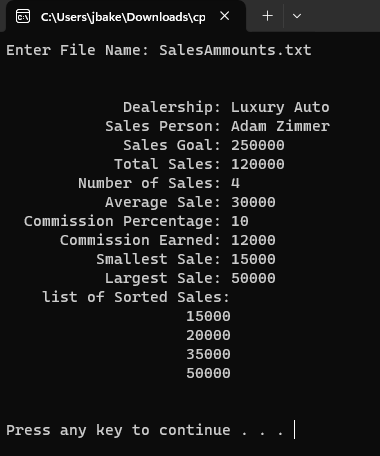 C:\Users\jbake\Downloads\cp
Enter File Name: SalesAmmounts.txt
Dealership: Luxury Auto
Sales Person: Adam Zimmer
Sales Goal: 250000
Total Sales: 120000
Number of Sales: 4
Average Sale: 30000
Commission Percentage: 10
Commission Earned: 12000
Smallest Sale: 15000
Largest Sale: 50000
list of Sorted Sales:
15000
20000
35000
50000
Press any key to continue . . .